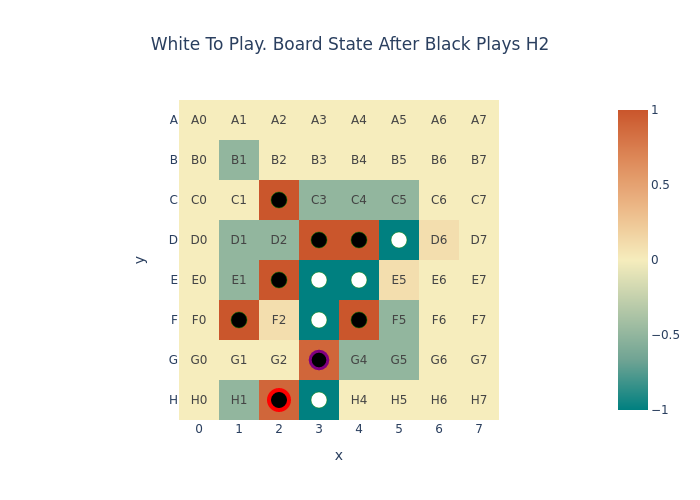 White To Play. Board State After Black Plays H2
A A0 A1 A2 A3 A4 A5 A6 A7 1
B B0 B1 B2 B3 B4 B5 B6 B7 0.5
C C0 C1 C3 C4 C5 C6 C7
D D0 D1 D2 D6 D7
y 0
E E0 E1 E5 E6 E7
F F0 F2 F5 F6 F7 −0.5
G G0 G1 G2 G4 G5 G6 G7
H H0 H1 H4 H5 H6 H7 −1
0 1 2 3 4 5 6 7
x